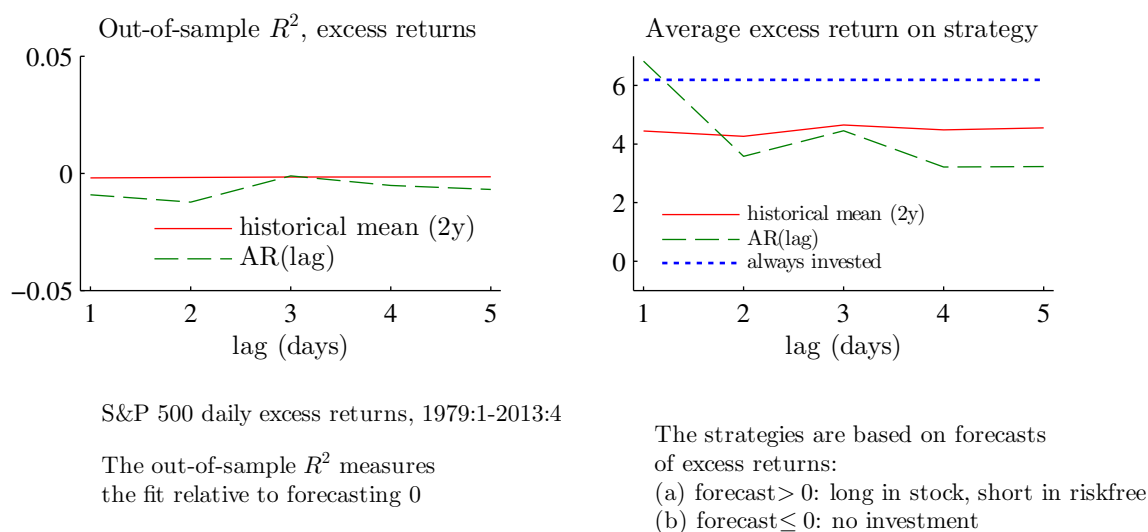 Out-of-sample R², excess returns
0.05
0
−0.05
historical mean (2y)
AR(lag)
1 2 3 4 5
lag (days)
S&P 500 daily excess returns, 1979:1-2013:4
The out-of-sample R² measures
the fit relative to forecasting 0
Average excess return on strategy
6
4
2
0
historical mean (2y)
AR(lag)
always invested
1 2 3 4 5
lag (days)
The strategies are based on forecasts
of excess returns:
(a) forecast> 0: long in stock, short in riskfree
(b) forecast≤ 0: no investment